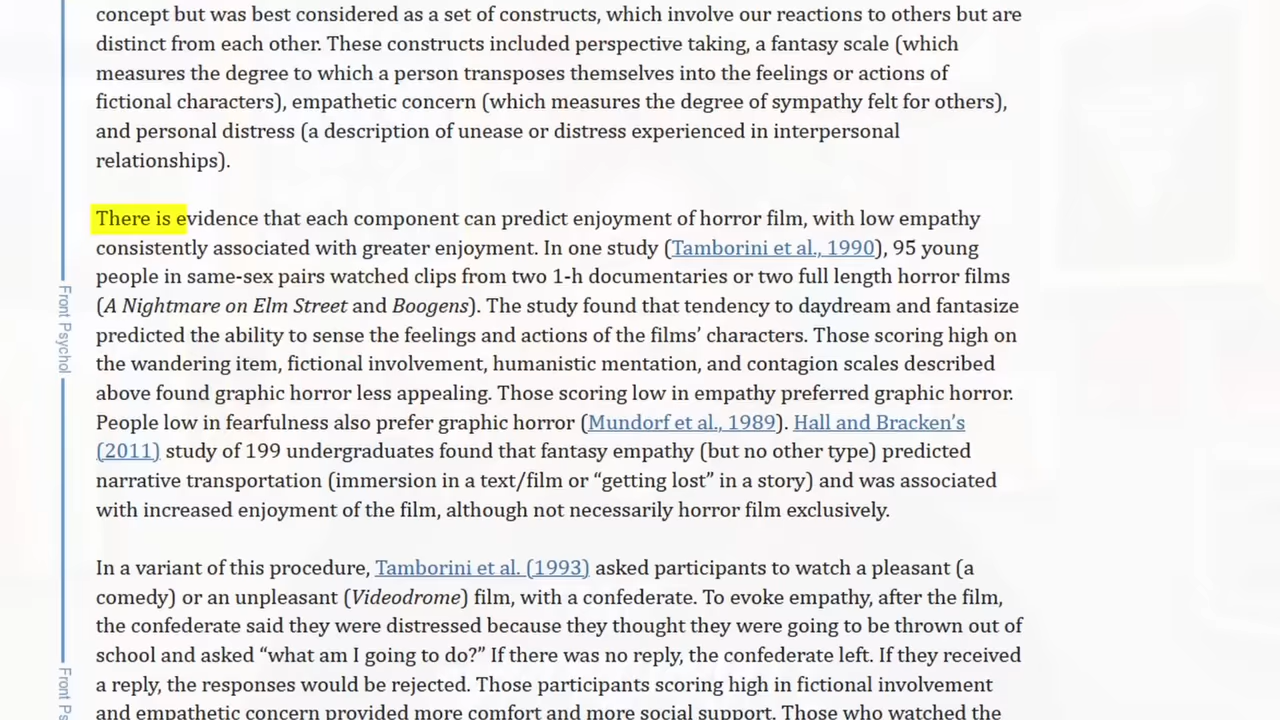 concept but was best considered as a set of constructs, which involve our reactions to others but are
distinct from each other. These constructs included perspective taking, a fantasy scale (which
measures the degree to which a person transposes themselves into the feelings or actions of
fictional characters), empathetic concern (which measures the degree of sympathy felt for others),
and personal distress (a description of unease or distress experienced in interpersonal
relationships).
There is evidence that each component can predict enjoyment of horror film, with low empathy
consistently associated with greater enjoyment. In one study (Tamborini et al., 1990), 95 young
people in same-sex pairs watched clips from two 1-h documentaries or two full length horror films
(A Nightmare on Elm Street and Boogens). The study found that tendency to daydream and fantasize
predicted the ability to sense the feelings and actions of the films’ characters. Those scoring high on
the wandering item, fictional involvement, humanistic mentation, and contagion scales described
above found graphic horror less appealing. Those scoring low in empathy preferred graphic horror.
People low in fearfulness also prefer graphic horror (Mundorf et al., 1989). Hall and Bracken’s
(2011) study of 199 undergraduates found that fantasy empathy (but no other type) predicted
narrative transportation (immersion in a text/film or “getting lost” in a story) and was associated
with increased enjoyment of the film, although not necessarily horror film exclusively.
In a variant of this procedure, Tamborini et al. (1993) asked participants to watch a pleasant (a
comedy) or an unpleasant (Videodrome) film, with a confederate. To evoke empathy, after the film,
the confederate said they were distressed because they thought they were going to be thrown out of
school and asked “what am I going to do?” If there was no reply, the confederate left. If they received
a reply, the responses would be rejected. Those participants scoring high in fictional involvement
and empathetic concern provided more comfort and more social support. Those who watched the
Front Psychol
Front Ps